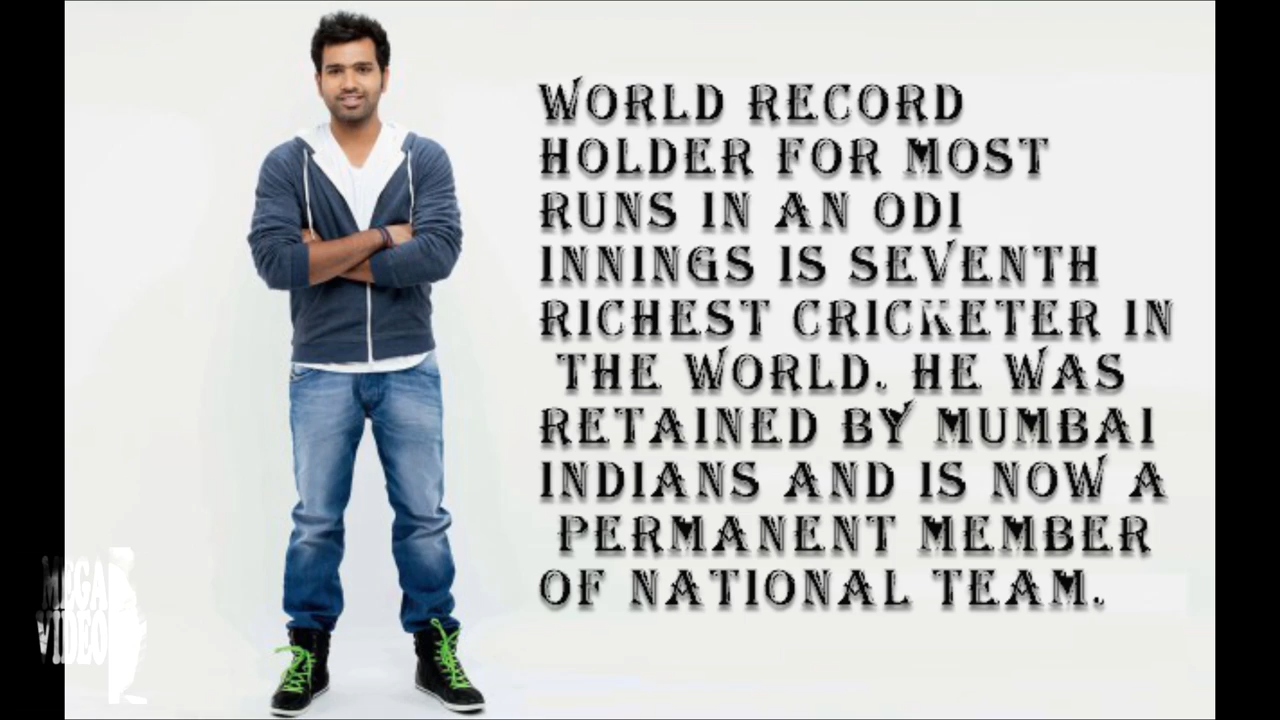 WORLD RECORD
HOLDER FOR MOST
RUNS IN AN ODI
INNINGS IS SEVENTH
RICHEST CRICKETER IN
THE WORLD. HE WAS
RETAINED BY MUMBAI
INDIANS AND IS NOW A
PERMANENT MEMBER
OF NATIONAL TEAM.
MEGA
VIDEO